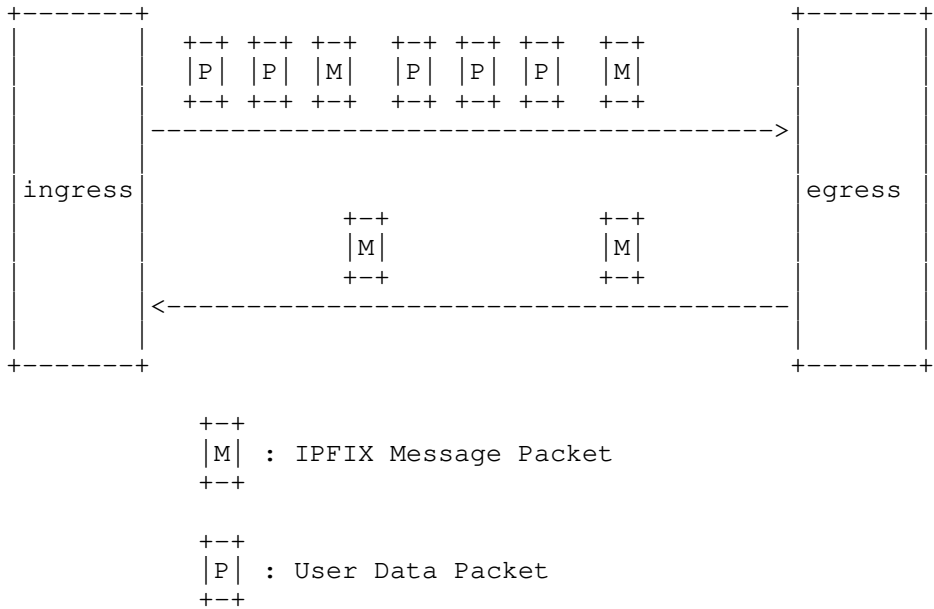 P P M P P P M
ingress egress
M M
M : IPFIX Message Packet
P : User Data Packet